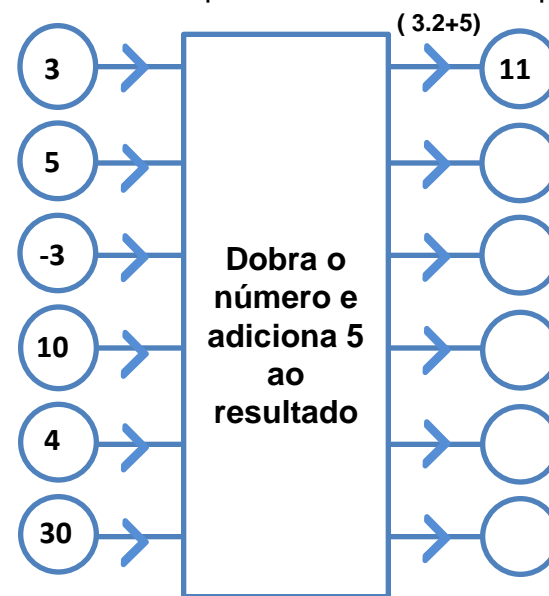 ( 3.2+5)
3
11
5
-3
10
4
30
Dobra o
número e
adiciona 5
ao
resultado